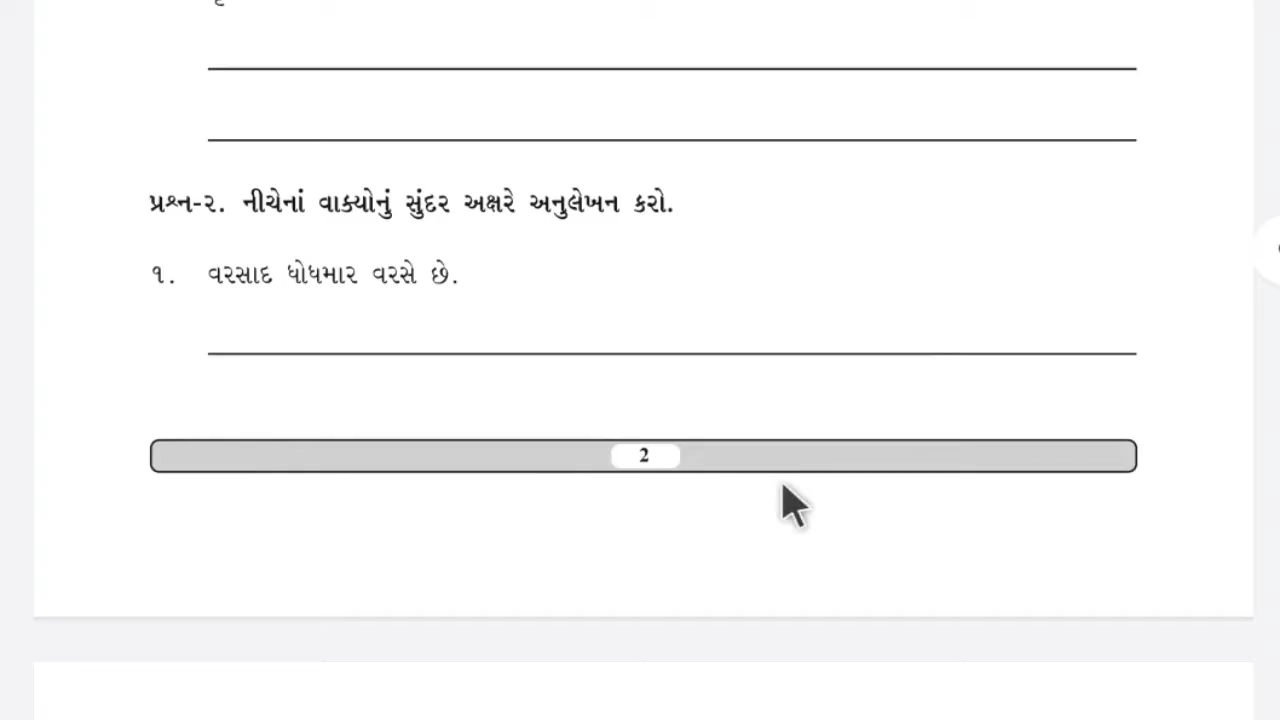 પ્રશ્ન-૨. નીચેનાં વાક્યોનું સુંદર અક્ષરે અનુલેખન કરો.
૧. વરસાદ ધોધમાર વરસે છે.
2